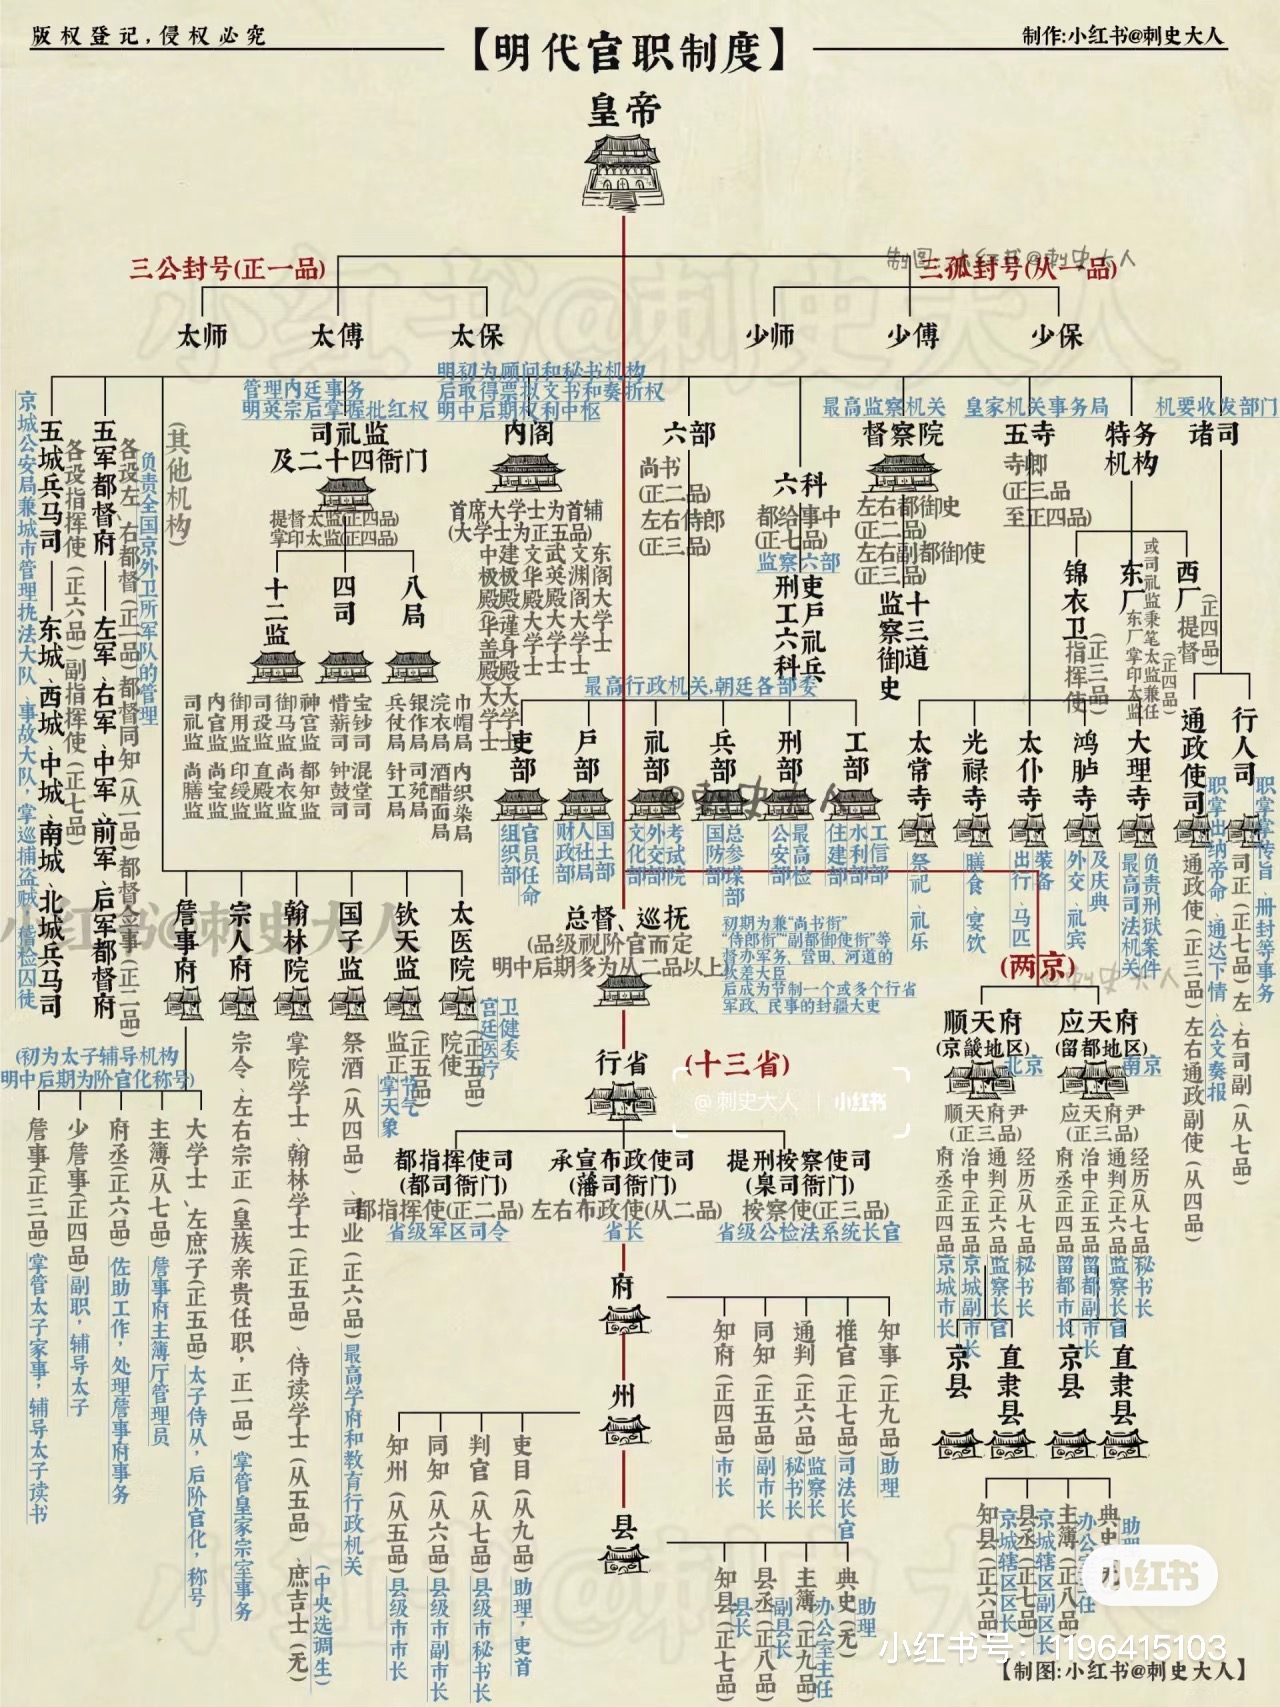 版权登记,侵权必究
【明代官职制度】
制作:小红书@刺史大人
皇帝
三公封号(正一品)
三孤封号(从一品)
太师
太傅
太保
少师
少傅
少保
京城公安局兼城市管理执法大队、事故大队,掌巡捕盗贼、稽检囚徒
五城兵马司——东城、西城、中城、南城、北城兵马司
各设指挥使(正六品)副指挥使(正七品)
五军都督府——左军、右军、中军、前军、后军都督府
各设左、右都督(正一品)都督同知(从一品)都督佥事(正二品)
负责全国京外卫所军队的管理
(其他机构)
管理内廷事务
明英宗后掌握批红权
司礼监
及二十四衙门
提督太监(正四品)
掌印太监(正四品)
十二监
四司
八局
司礼监
内官监
御用监
司设监
御马监
神宫监
尚膳监
尚宝监
印绶监
直殿监
尚衣监
都知监
惜薪司
宝钞司
钟鼓司
混堂司
兵仗局
银作局
浣衣局
巾帽局
针工局
司苑局
酒醋面局
内织染局
明初为顾问和秘书机构
后取得票拟文书和奏折权
明中后期权利中枢
内阁
首席大学士为首辅
(大学士为正五品)
中极殿(华盖殿)大学士
建极殿(谨身殿)大学士
文华殿大学士
武英殿大学士
文渊阁大学士
东阁大学士
六部
尚书
(正二品)
左右侍郎
(正三品)
六科
都给事中
(正七品)
监察六部
吏户礼兵
刑工六科
最高监察机关
督察院
左右都御史
(正二品)
左右副都御使
(正三品)
十三道
监察御史
皇家机关事务局
五寺
寺卿
(正三品
至正四品)
特务
机构
锦衣卫
指挥使
(正三品)
东厂
东厂掌印太监
或司礼监秉笔太监兼任
(正四品)
西厂
提督
(正四品)
机要收发部门
诸司
通政使司
职掌出纳帝命、通达下情、公文奏报
通政使(正三品)左右通政副使(从四品)
行人司
职掌传旨、册封等事务
司正(正七品)左、右司副(从七品)
最高行政机关,朝廷各部委
吏部
户部
礼部
兵部
刑部
工部
官员任命
组织部
国土部
人社局
财政部
考试院
外交部
文化部
总参谋部
国防部
最高检
公安部
工信部
水利部
住建部
太常寺
光禄寺
太仆寺
鸿胪寺
大理寺
祭祀、礼乐
膳食、宴饮
装备
出行、马匹
及庆典
外交、礼宾
负责刑狱案件
最高司法机关
詹事府
宗人府
翰林院
国子监
钦天监
太医院
(初为太子辅导机构
明中后期为阶官化称号)
詹事(正三品)掌管太子家事,辅导太子读书
少詹事(正四品)副职,辅导太子
府丞(正六品)佐助工作,处理詹事府事务
主簿(从七品)詹事府主簿厅管理员
大学士、左庶子(正五品)太子侍从,后阶官化,称号
宗令、左右宗正(皇族亲贵任职,正一品)掌管皇家宗室事务
掌院学士、翰林学士(正五品)、侍读学士(从五品)、庶吉士(无)
(中央选调生)
祭酒(从四品)、司业(正六品)最高学府和教育行政机关
监正(正五品)
掌天象
节气
院使(正五品)
宫廷医疗
卫健委
总督、巡抚
(品级视阶官而定
明中后期多为从二品以上)
初期为兼“尚书衔”
“侍郎衔”“副都御使衔”等
督办军务、营田、河道的
钦差大臣
后成为节制一个或多个行省
军政、民事的封疆大吏
行省
(十三省)
@刺史大人 | 小红书
都指挥使司
(都司衙门)
都指挥使(正二品)
省级军区司令
承宣布政使司
(藩司衙门)
左右布政使(从二品)
省长
提刑按察使司
(臬司衙门)
按察使(正三品)
省级公检法系统长官
府
知府(正四品)市长
同知(正五品)副市长
通判(正六品)秘书长
监察长
推官(正七品)司法长官
知事(正九品)助理
州
知州(从五品)县级市市长
同知(从六品)县级市副市长
判官(从七品)县级市秘书长
吏目(从九品)助理,吏首
县
知县(正七品)
县长
县丞(正八品)
副县长
主簿(正九品)
办公室主任
典史(无)
助理
(两京)
顺天府
(京畿地区)
北京
顺天府尹
(正三品)
府丞(正四品)
京城市长
治中(正五品)
京城副市长
通判(正六品)
监察长官
经历(从七品)
秘书长
应天府
(留都地区)
南京
应天府尹
(正三品)
府丞(正四品)
留都市长
治中(正五品)
留都副市长
通判(正六品)
监察长官
经历(从七品)
秘书长
京县
直隶县
京县
直隶县
知县(正六品)
京城辖区区长
县丞(正七品)
京城辖区副区长
主簿(正八品)
典史
助理
小红书
小红书号：1196415103
【制图:小红书@刺史大人】